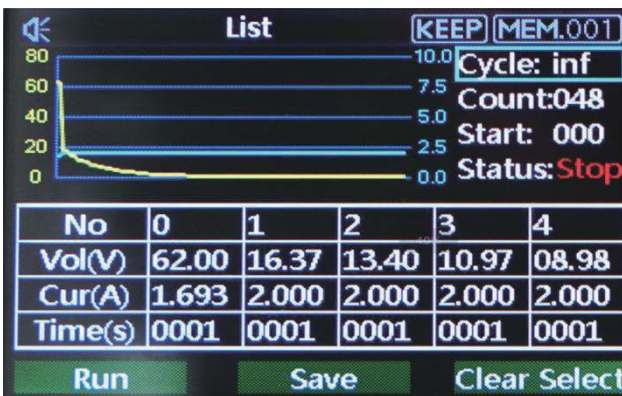 List KEEP MEM.001
80 10.0 Cycle: inf
60 7.5 Count:048
40 5.0 Start: 000
20 2.5 Status:Stop
0 0.0
No 0 1 2 3 4
Vol(V) 62.00 16.37 13.40 10.97 08.98
Cur(A) 1.693 2.000 2.000 2.000 2.000
Time(s) 0001 0001 0001 0001 0001
Run Save Clear Select